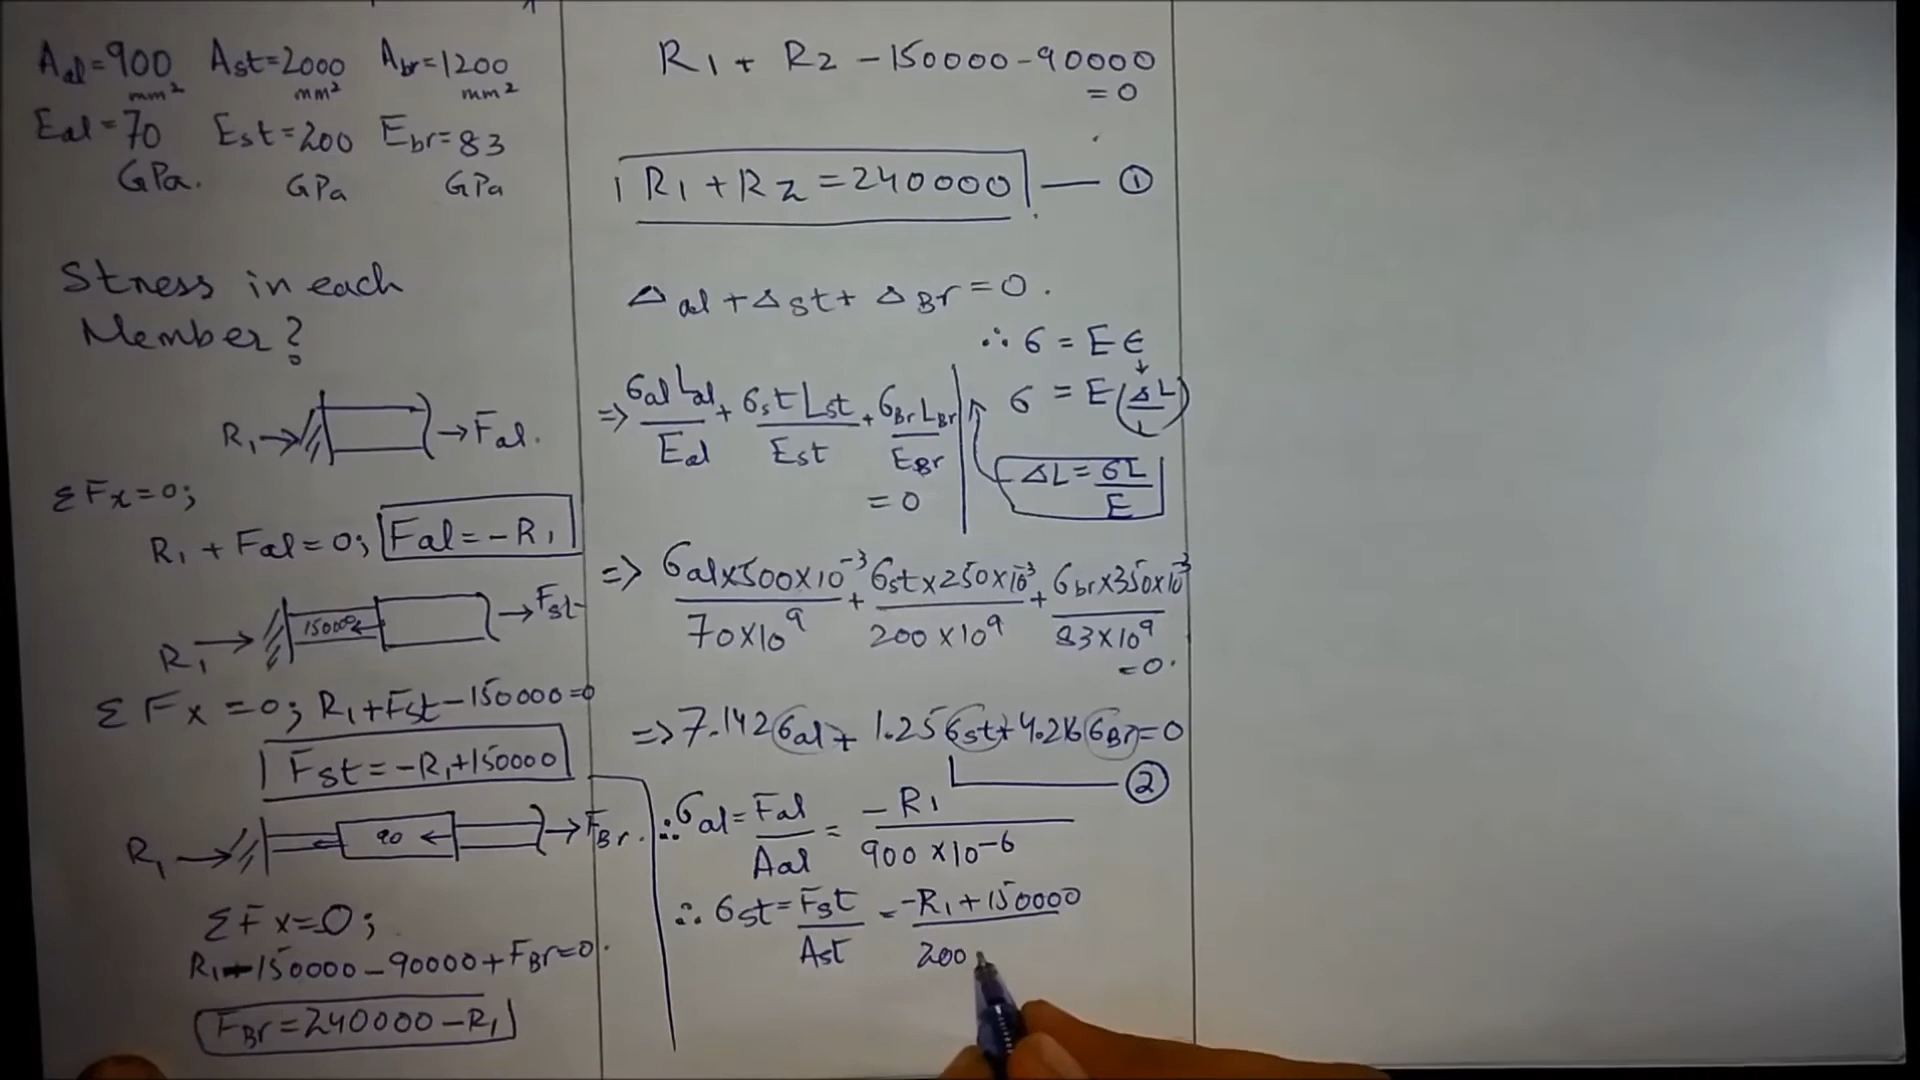 Aal=900 Ast=2000 Abr=1200
mm² mm² mm²
Eal=70 Est=200 Ebr=83
GPa. GPa GPa
Stress in each
Member?
R1 → Fal.
ΣFx=0;
R1 + Fal=0; Fal=-R1
150000 → Fst
R1
ΣFx=0; R1+Fst-150000=0
Fst=-R1+150000
R1 90 → FBr.
ΣFx=0;
R1-150000-90000+FBr=0.
FBr=240000-R1
R1 + R2 -150000-90000
=0
R1+R2=240000 — ①
Δal+Δst+ΔBr=0.
∴ σ = E ϵ
σ = E(ΔL/L)
=> σal Lal/Eal + σst Lst/Est + σBr LBr/EBr
= 0
ΔL = σL/E
=> σal×500×10⁻³/70×10⁹ + σst×250×10⁻³/200×10⁹ + σbr×350×10⁻³/83×10⁹
=0.
=> 7.142σal + 1.25σst + 4.216σBr=0
②
∴ σal = Fal/Aal = -R1/900×10-6
∴ σst = Fst/Ast = -R1+150000/200